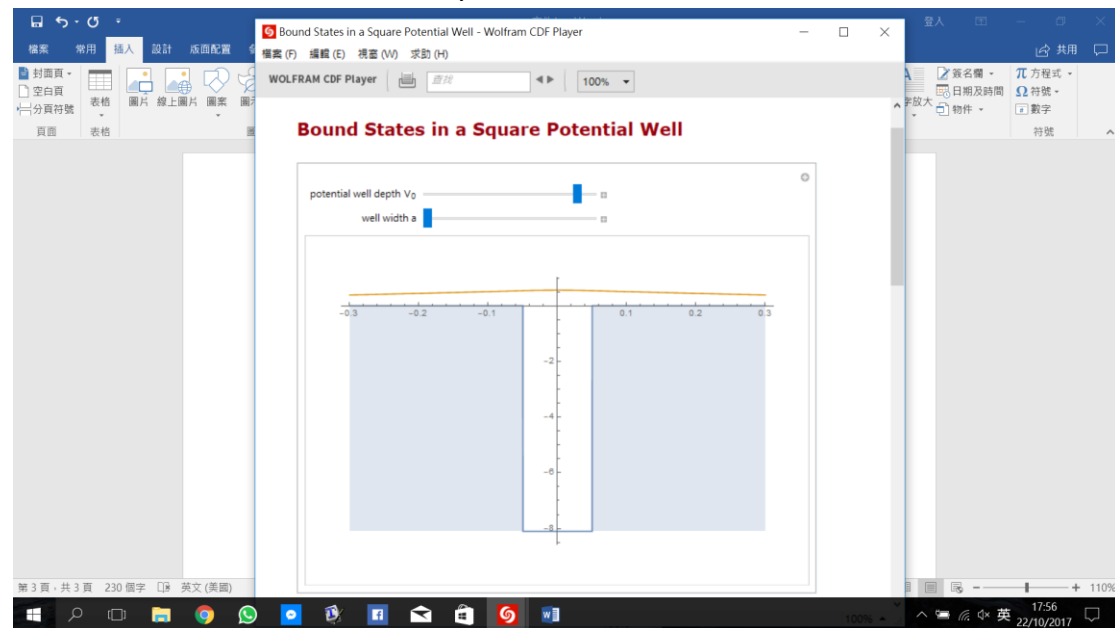 登入
檔案 常用 插入 設計 版面配置
共用
封面頁
空白頁
分頁符號
頁面
表格
表格
圖片 線上圖片 圖案
簽名欄
日期及時間
物件
字放大
π 方程式
Ω 符號
數字
符號
Bound States in a Square Potential Well - Wolfram CDF Player
檔案 (F) 編輯 (E) 視窗 (W) 求助 (H)
WOLFRAM CDF Player 查找 100%
Bound States in a Square Potential Well
potential well depth V₀
well width a
-0.3 -0.2 -0.1 0.1 0.2 0.3
-2
-4
-6
-8
第 3 頁，共 3 頁 230 個字 英文 (美國)
110%
100%
英
17:56
22/10/2017